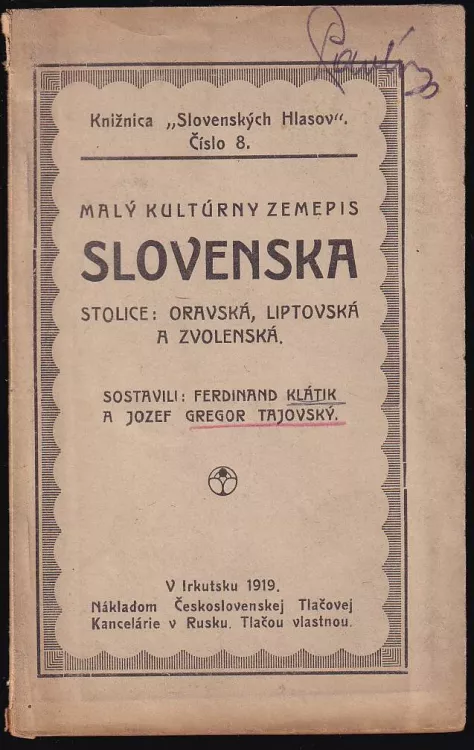 Knižnica „Slovenských Hlasov".
Číslo 8.
MALÝ KULTÚRNY ZEMEPIS
SLOVENSKA
STOLICE: ORAVSKÁ, LIPTOVSKÁ
A ZVOLENSKÁ.
SOSTAVILI: FERDINAND KLÁTIK
A JOZEF GREGOR TAJOVSKÝ.
V Irkutsku 1919.
Nákladom Československej Tlačovej
Kancelárie v Rusku. Tlačou vlastnou.